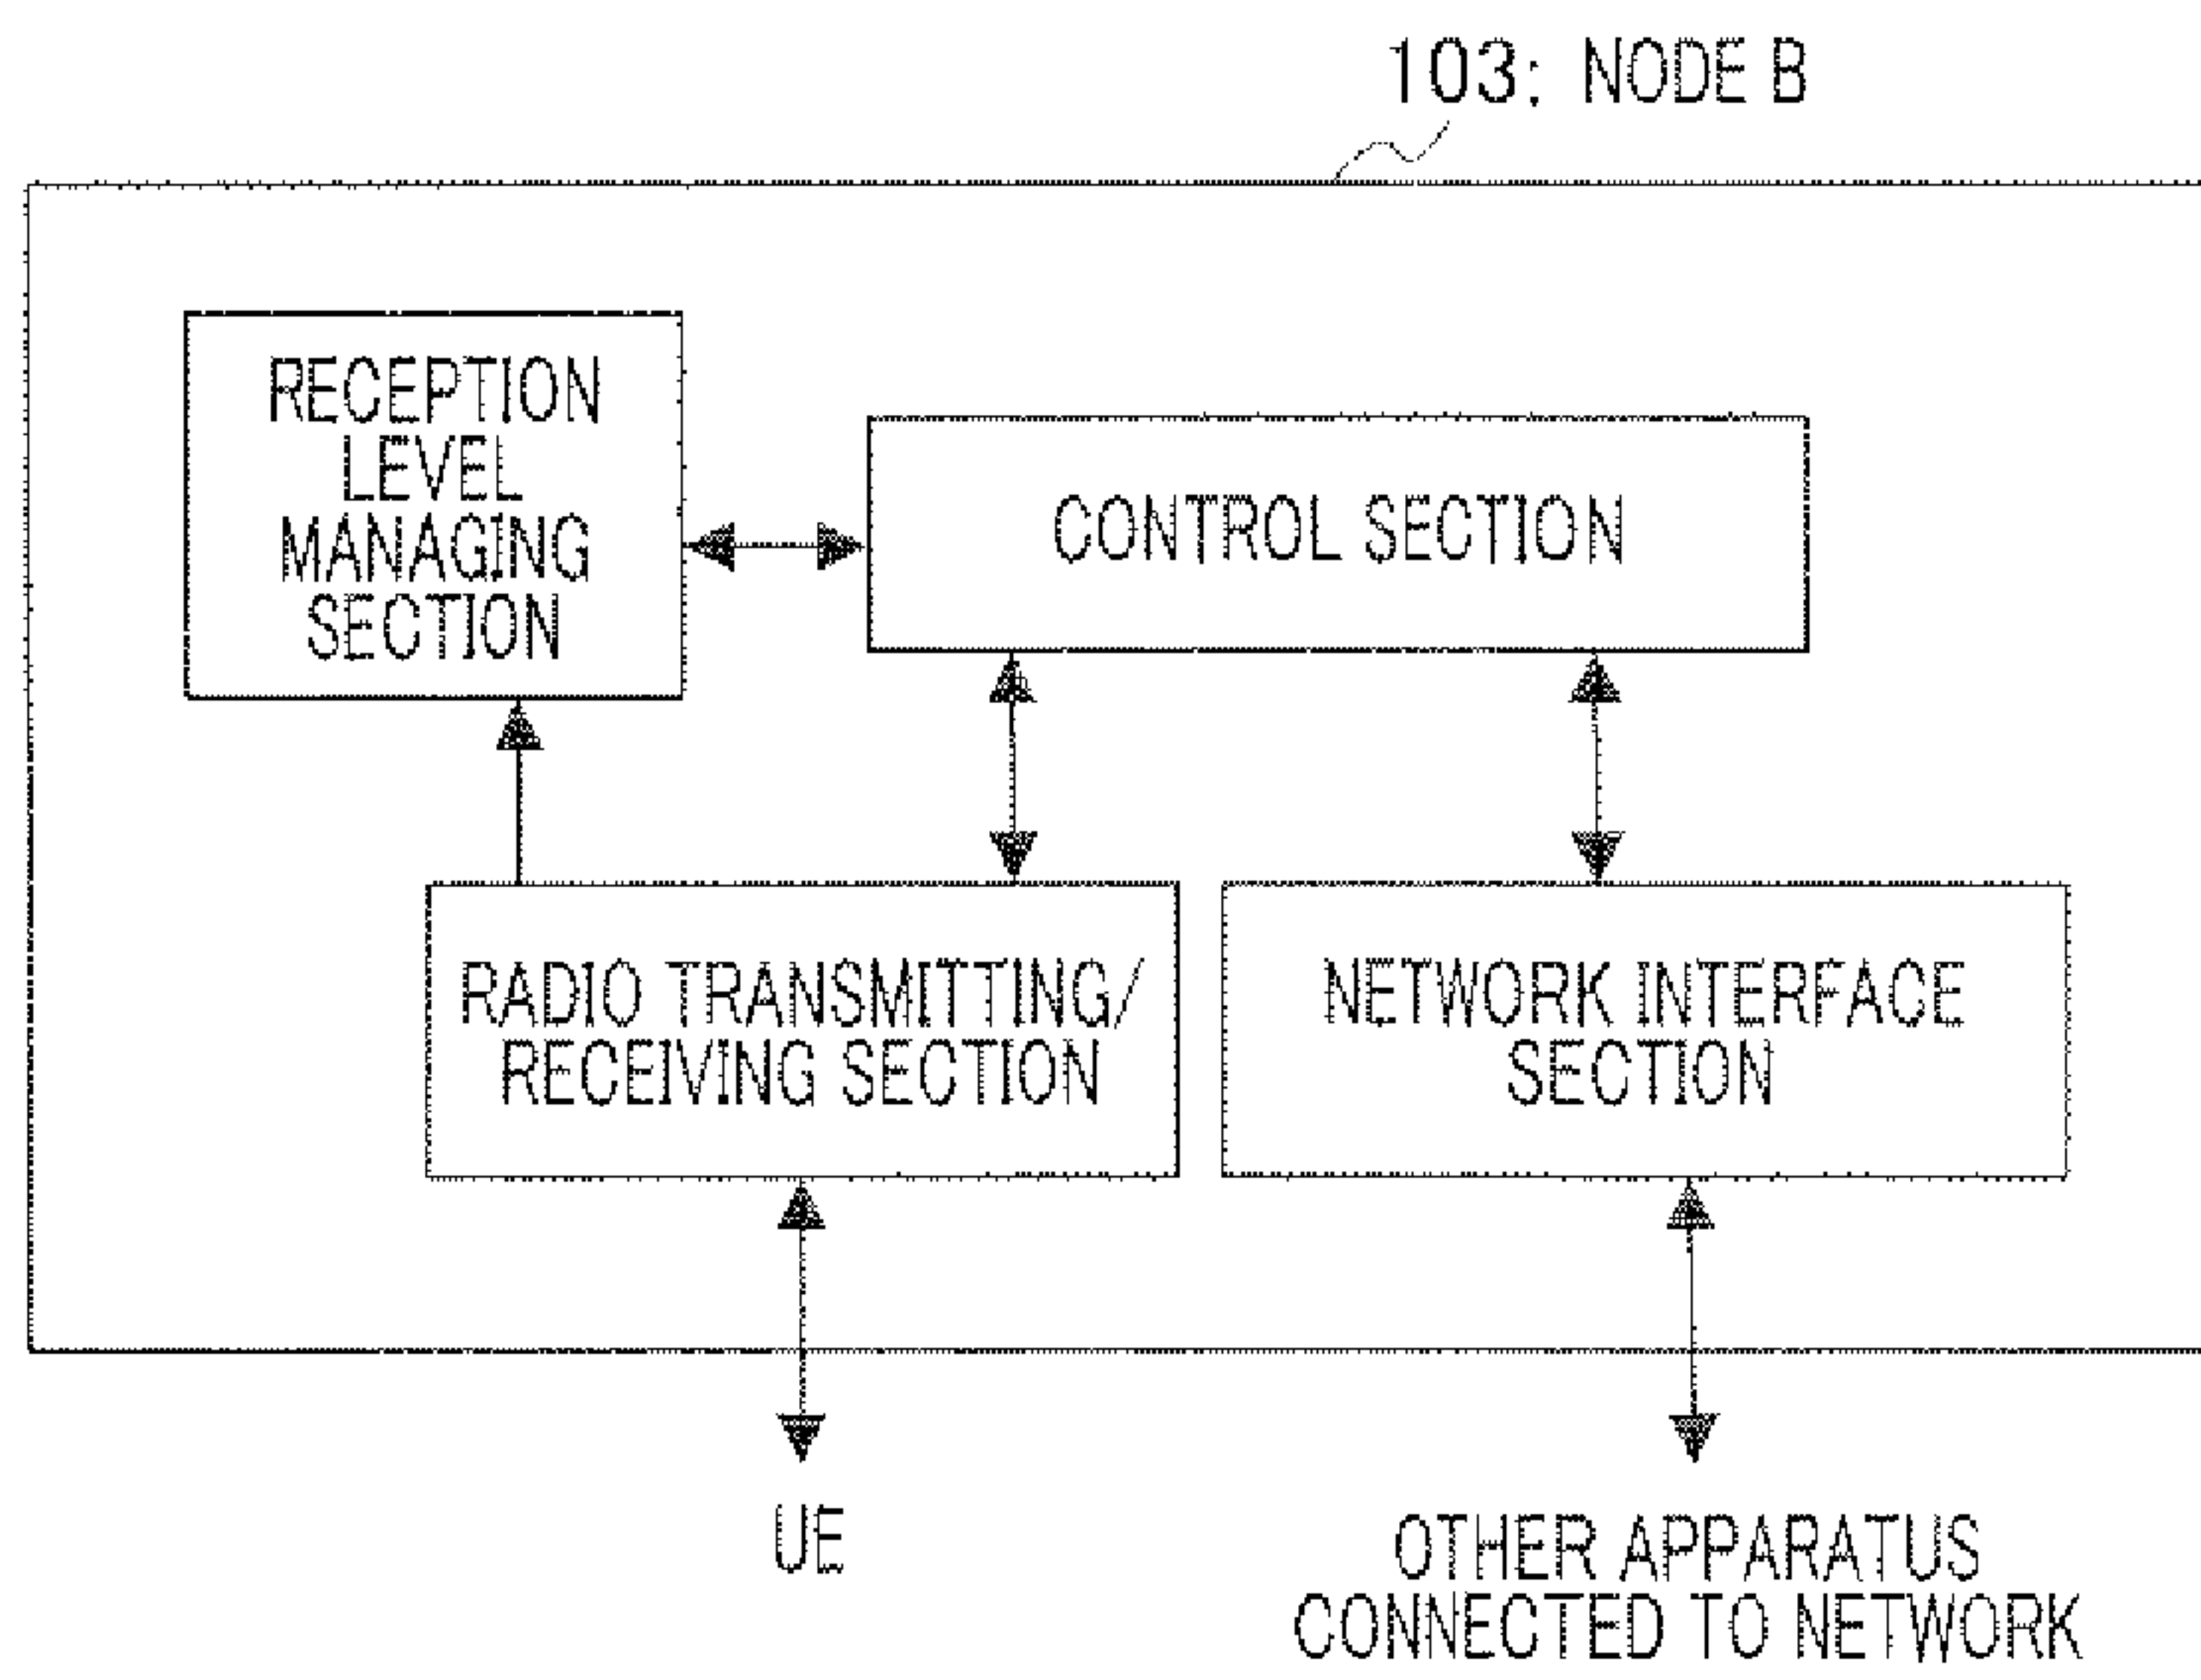 103: NODE B
RECEPTION
LEVEL
MANAGING
SECTION
CONTROL SECTION
RADIO TRANSMITTING/
RECEIVING SECTION
NETWORK INTERFACE
SECTION
UE
OTHER APPARATUS
CONNECTED TO NETWORK